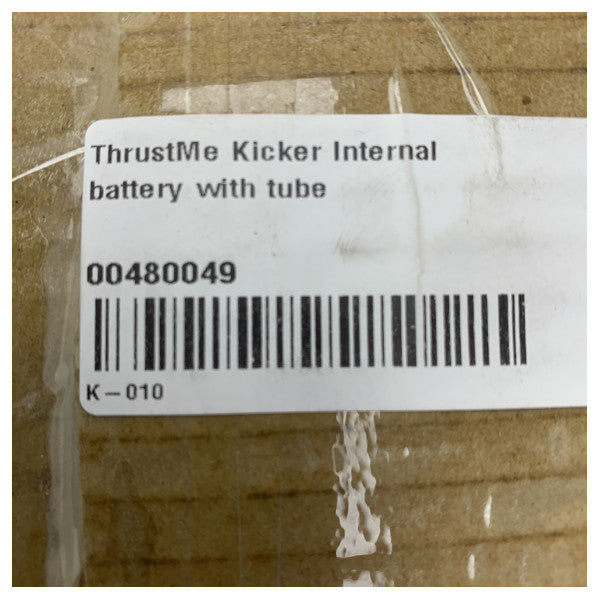 ThrustMe Kicker Internal
battery with tube
00480049
K-010